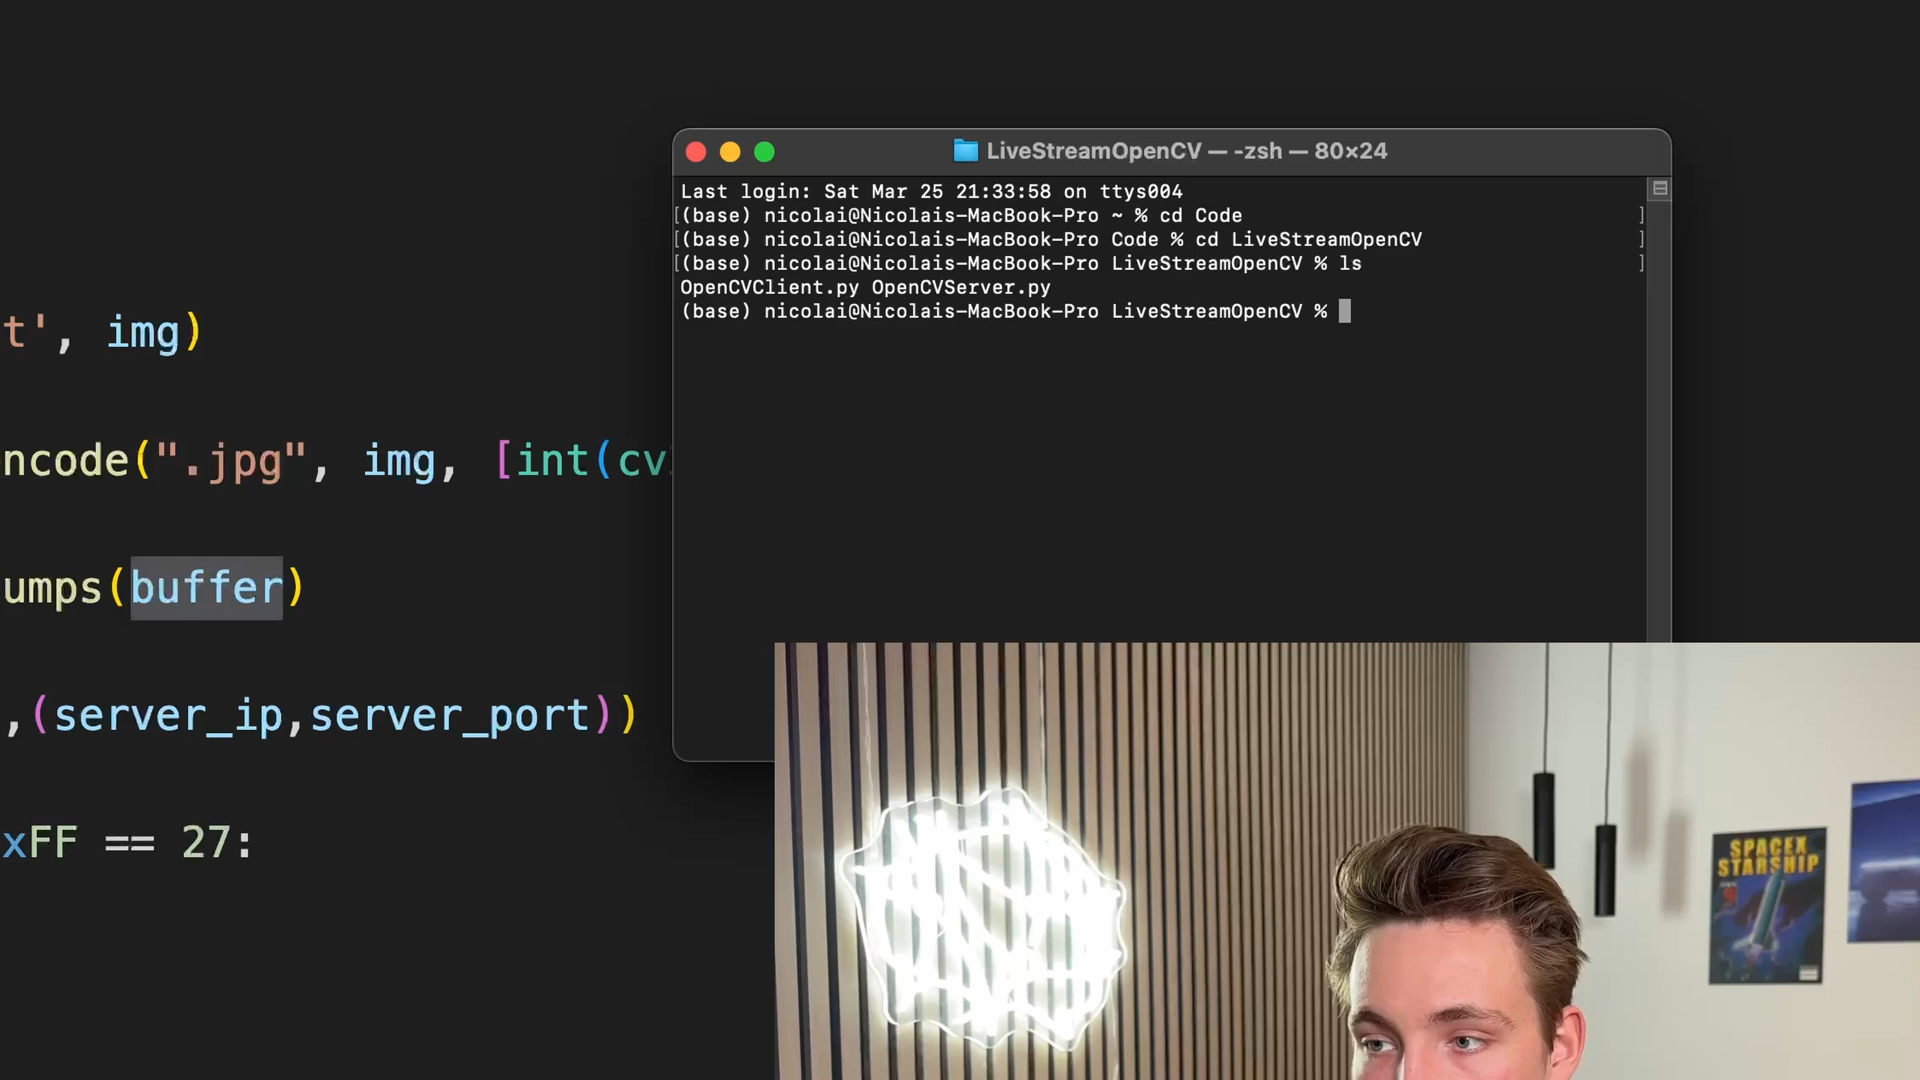 LiveStreamOpenCV — -zsh — 80×24
Last login: Sat Mar 25 21:33:58 on ttys004
[(base) nicolai@Nicolais-MacBook-Pro ~ % cd Code ]
[(base) nicolai@Nicolais-MacBook-Pro Code % cd LiveStreamOpenCV ]
[(base) nicolai@Nicolais-MacBook-Pro LiveStreamOpenCV % ls ]
OpenCVClient.py OpenCVServer.py
(base) nicolai@Nicolais-MacBook-Pro LiveStreamOpenCV %
t', img)
ncode(".jpg", img, [int(cv
umps(buffer)
,(server_ip,server_port))
xFF == 27:
SPACEX
STARSHIP